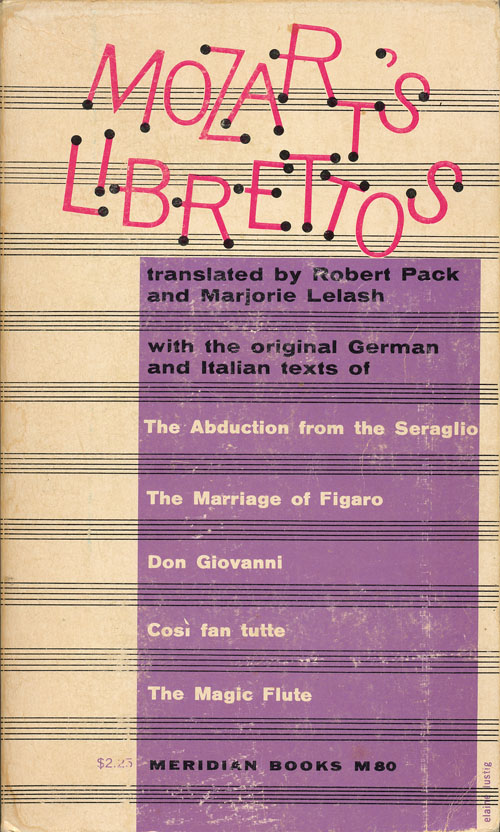 MOZART'S
LIBRETTOS
translated by Robert Pack
and Marjorie Lelash
with the original German
and Italian texts of
The Abduction from the Seraglio
The Marriage of Figaro
Don Giovanni
Così fan tutte
The Magic Flute
$2.25 MERIDIAN BOOKS M80
elaine lustig